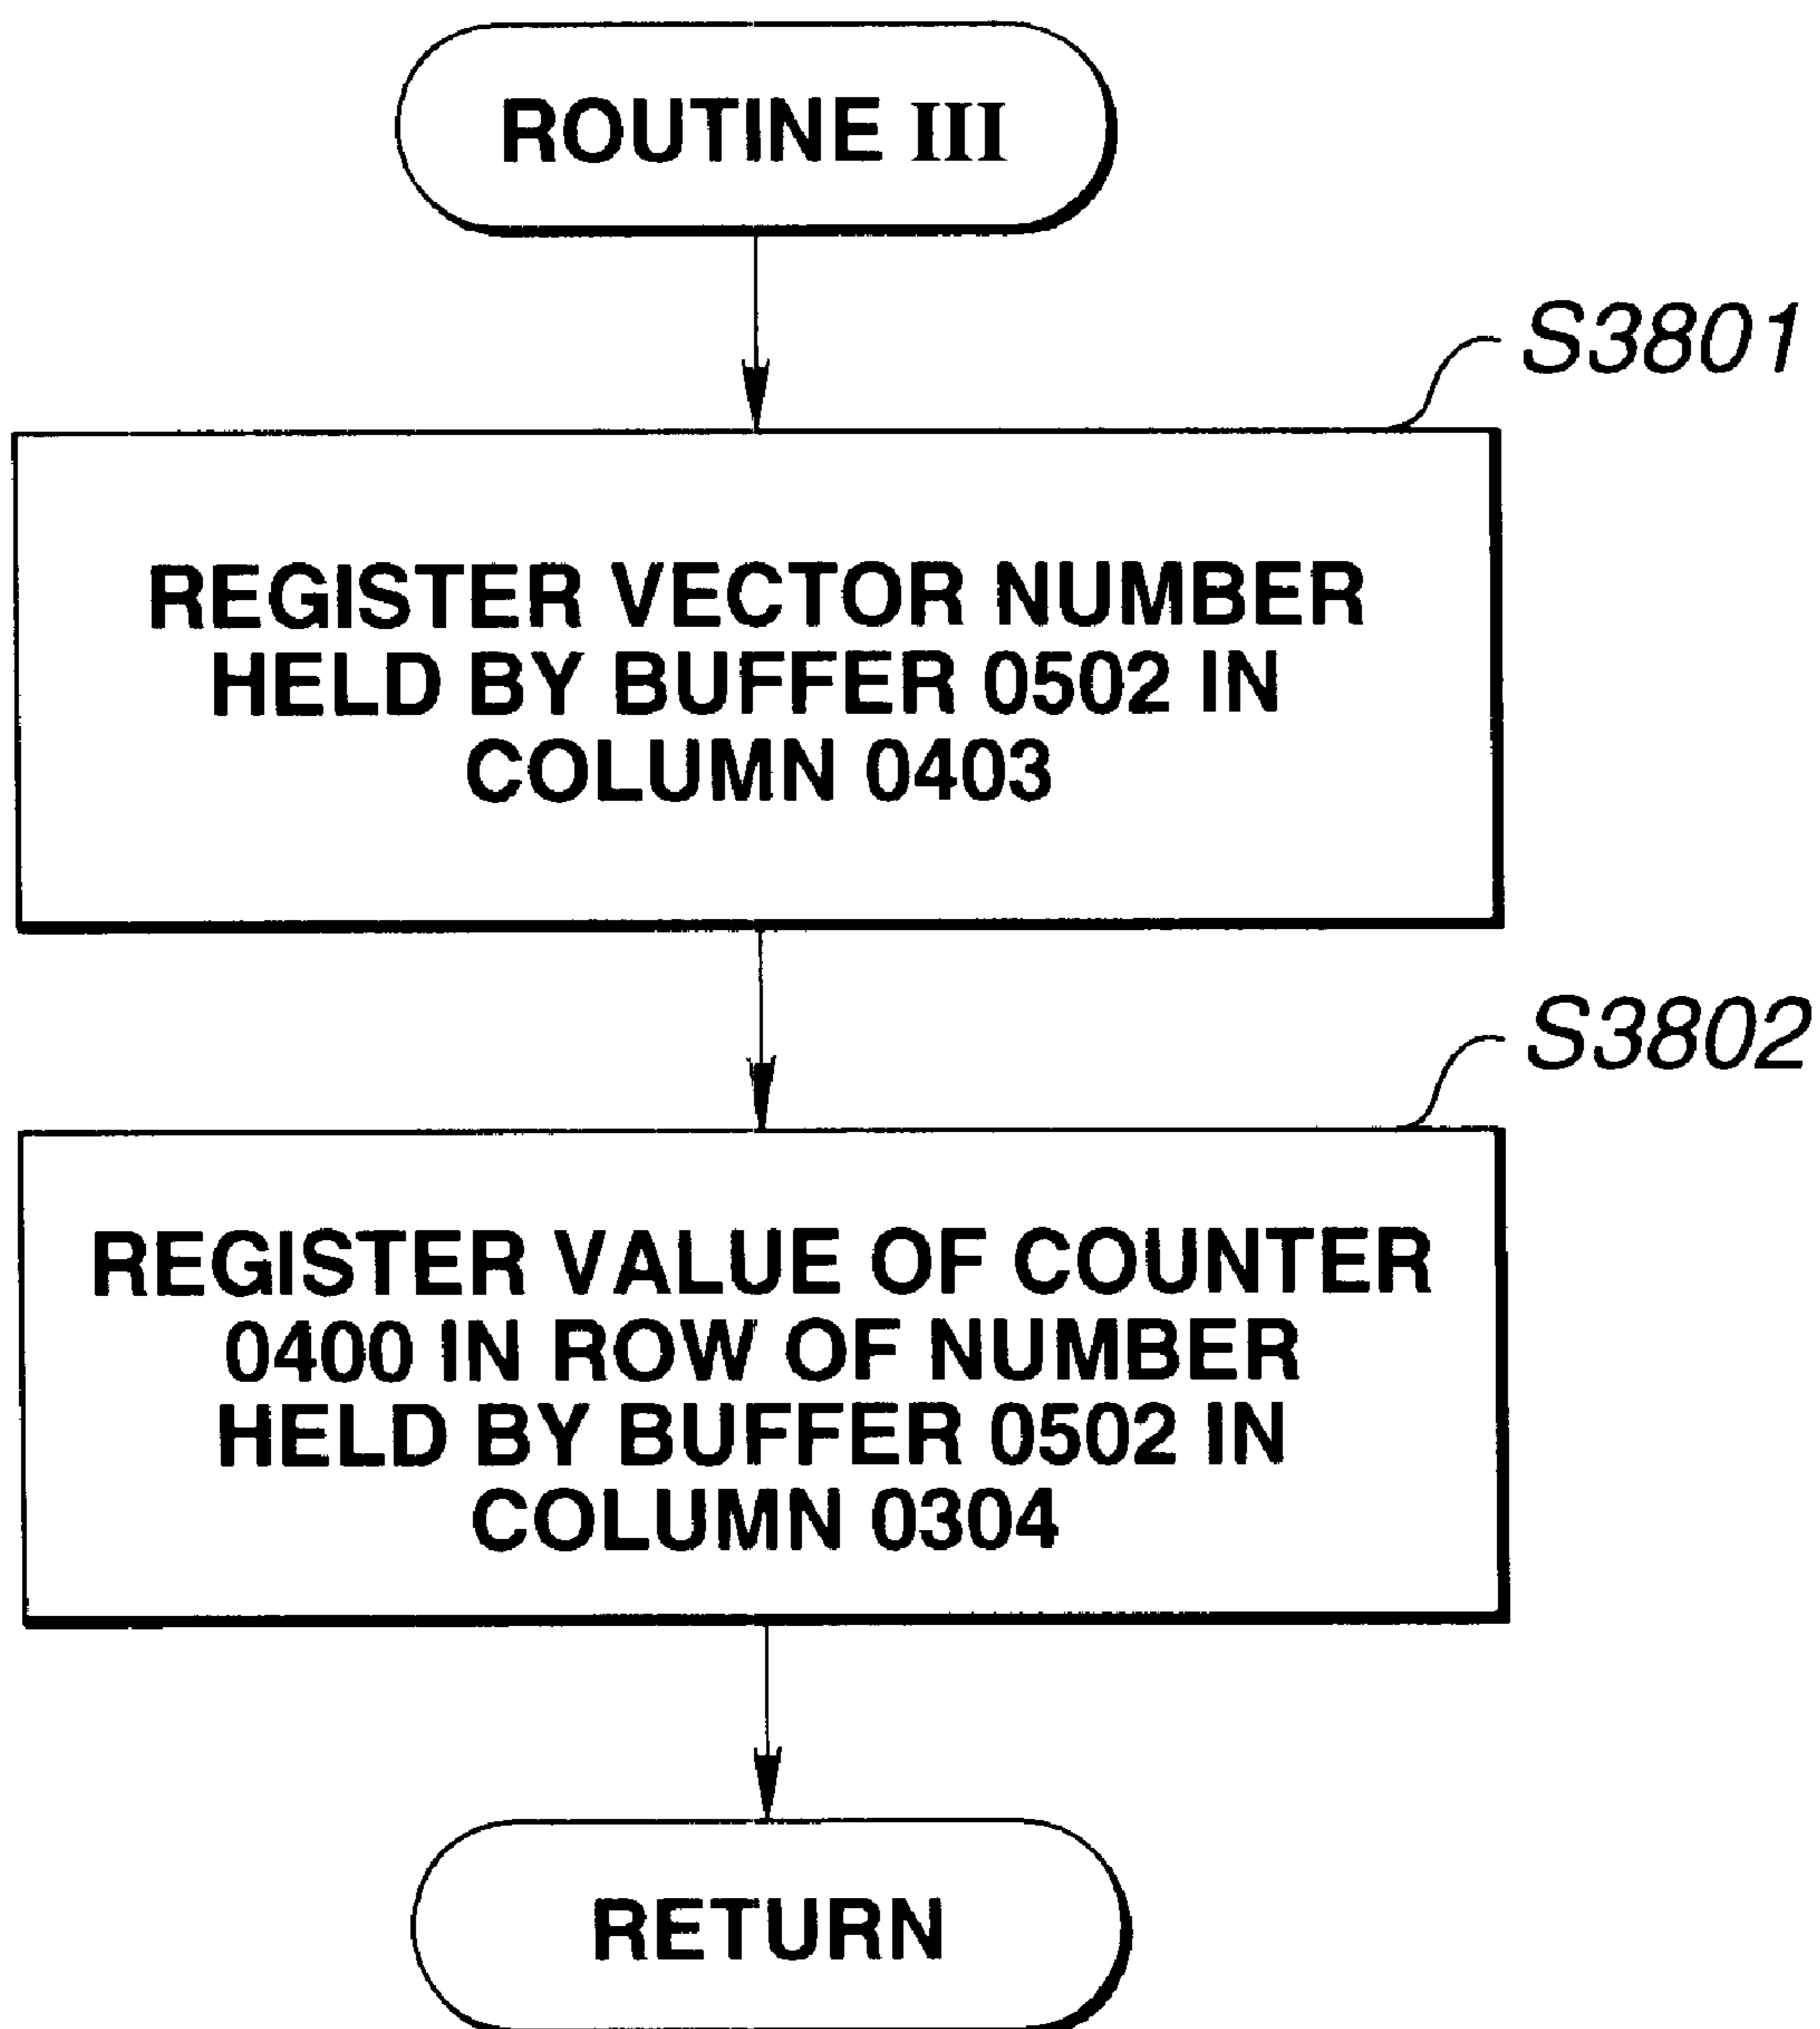 ROUTINE III
S3801
REGISTER VECTOR NUMBER
HELD BY BUFFER 0502 IN
COLUMN 0403
S3802
REGISTER VALUE OF COUNTER
0400 IN ROW OF NUMBER
HELD BY BUFFER 0502 IN
COLUMN 0304
RETURN